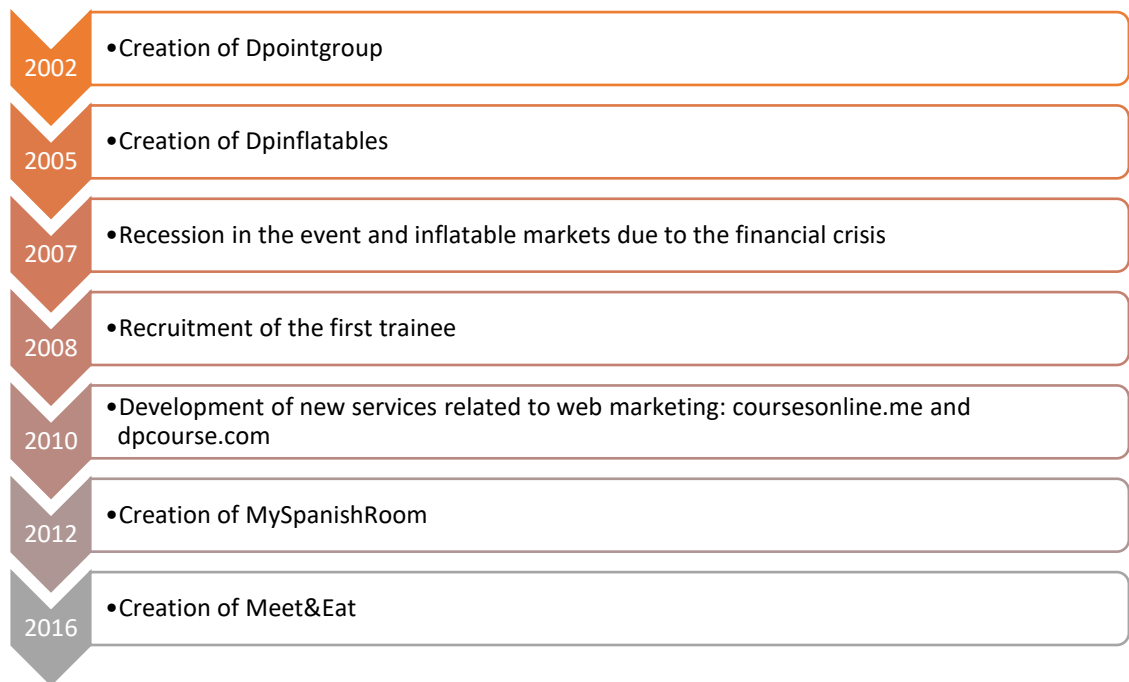 2002
•Creation of Dpointgroup
2005
•Creation of Dpinflatables
2007
•Recession in the event and inflatable markets due to the financial crisis
2008
•Recruitment of the first trainee
2010
•Development of new services related to web marketing: coursesonline.me and
dpcourse.com
2012
•Creation of MySpanishRoom
2016
•Creation of Meet&Eat